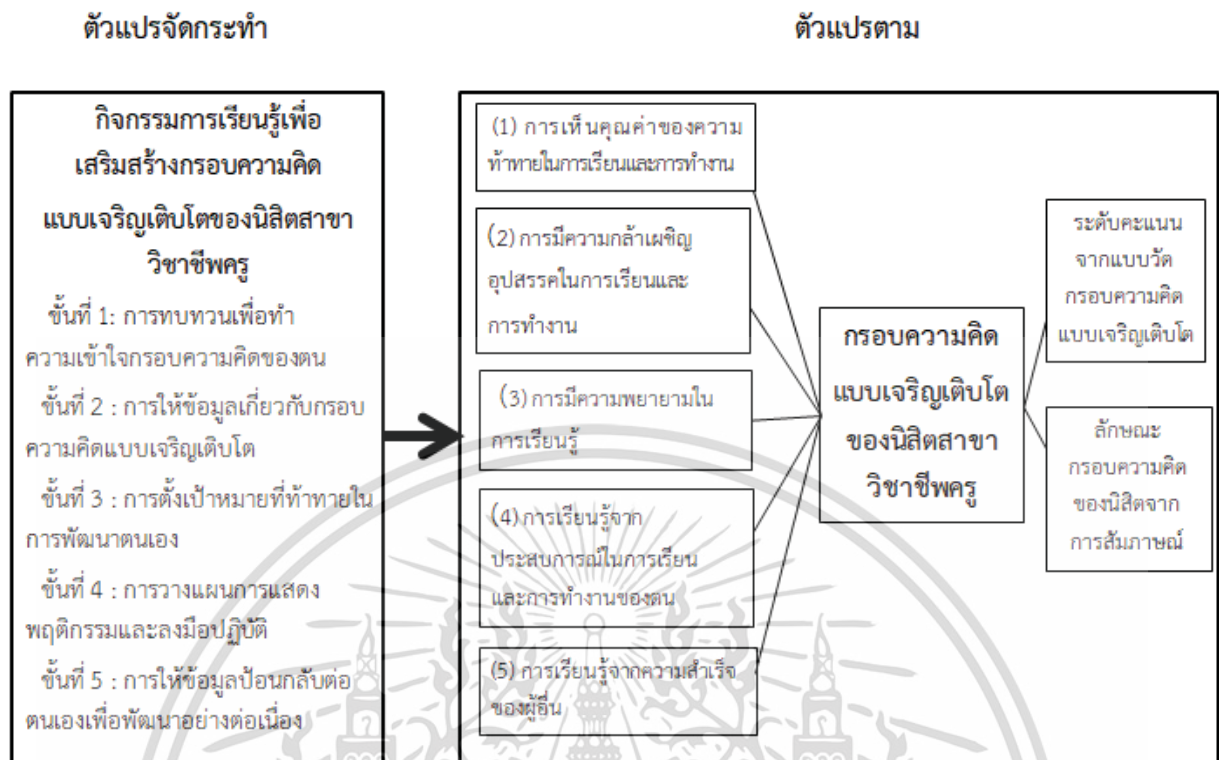 ตัวแปรจัดกระทำ
ตัวแปรตาม
กิจกรรมการเรียนรู้เพื่อ
เสริมสร้างกรอบความคิด
แบบเจริญเติบโตของนิสิตสาขา
วิชาชีพครู
ขั้นที่ 1: การทบทวนเพื่อทำ
ความเข้าใจกรอบความคิดของตน
ขั้นที่ 2 : การให้ข้อมูลเกี่ยวกับกรอบ
ความคิดแบบเจริญเติบโต
ขั้นที่ 3 : การตั้งเป้าหมายที่ท้าทายใน
การพัฒนาตนเอง
ขั้นที่ 4 : การวางแผนการแสดง
พฤติกรรมและลงมือปฏิบัติ
ขั้นที่ 5 : การให้ข้อมูลป้อนกลับต่อ
ตนเองเพื่อพัฒนาอย่างต่อเนื่อง
(1) การเห็นคุณค่าของความ
ท้าทายในการเรียนและการทำงาน
(2) การมีความกล้าเผชิญ
อุปสรรคในการเรียนและ
การทำงาน
(3) การมีความพยายามใน
การเรียนรู้
(4) การเรียนรู้จาก
ประสบการณ์ในการเรียน
และการทำงานของตน
(5) การเรียนรู้จากความสำเร็จ
ของผู้อื่น
กรอบความคิด
แบบเจริญเติบโต
ของนิสิตสาขา
วิชาชีพครู
ระดับคะแนน
จากแบบวัด
กรอบความคิด
แบบเจริญเติบโต
ลักษณะ
กรอบความคิด
ของนิสิตจาก
การสัมภาษณ์